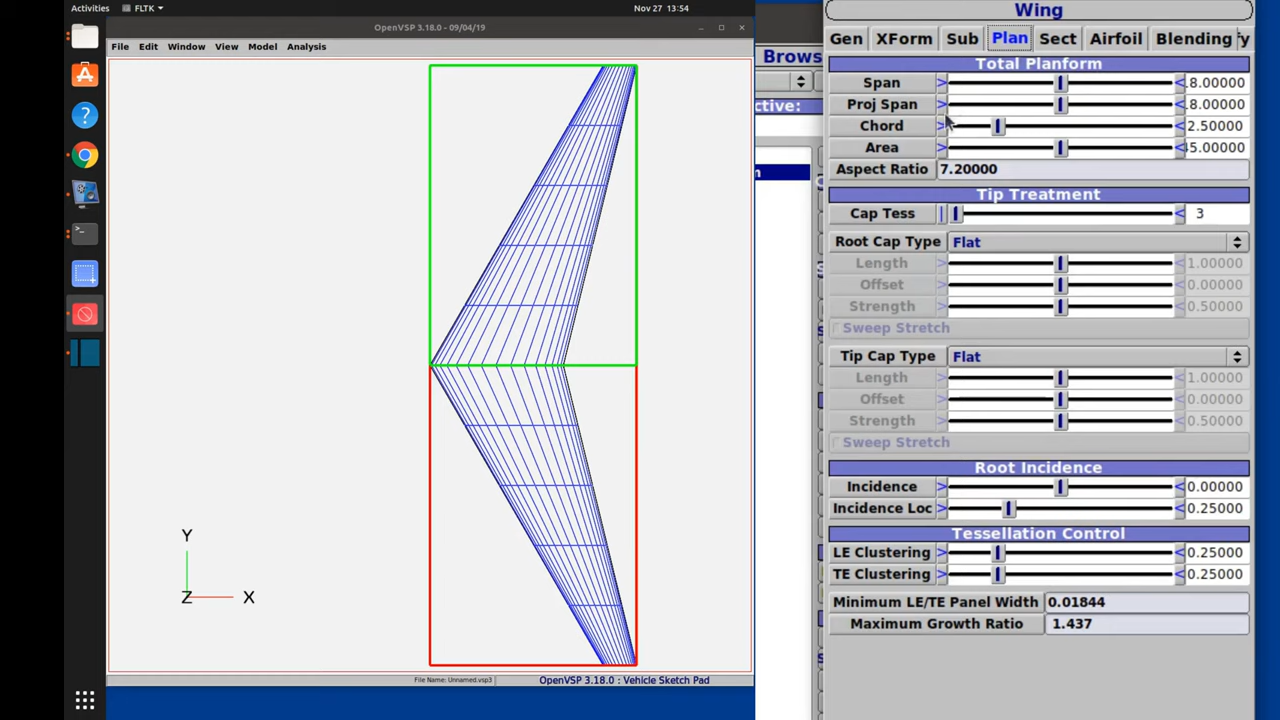 Activities FLTK Nov 27 13:54
OpenVSP 3.18.0 - 09/04/19
File Edit Window View Model Analysis
Y
Z X
File Name: Unnamed.vsp3 OpenVSP 3.18.0 : Vehicle Sketch Pad
Brows
ctive:
Wing
Gen XForm Sub Plan Sect Airfoil Blending
Total Planform
Span > < .8.00000
Proj Span > < .8.00000
Chord > < 2.50000
Area > < 45.00000
Aspect Ratio 7.20000
Tip Treatment
Cap Tess | < 3
Root Cap Type Flat
Length > < 1.00000
Offset > < 0.00000
Strength > < 0.50000
Sweep Stretch
Tip Cap Type Flat
Length > < 1.00000
Offset > < 0.00000
Strength > < 0.50000
Sweep Stretch
Root Incidence
Incidence > < 0.00000
Incidence Loc > < 0.25000
Tessellation Control
LE Clustering > < 0.25000
TE Clustering > < 0.25000
Minimum LE/TE Panel Width 0.01844
Maximum Growth Ratio 1.437